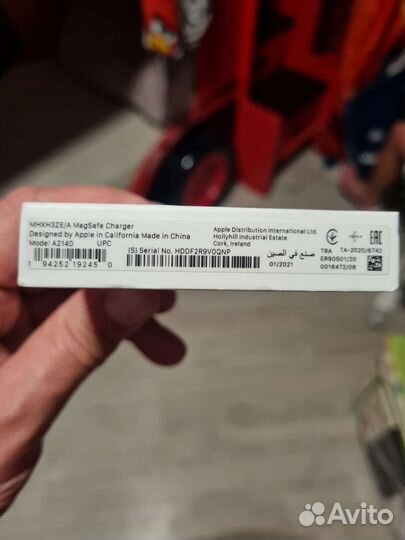 MHXH3ZE/A MagSafe Charger
Designed by Apple in California Made in China
Model A2140 UPC
1 94252 19245 0
(S) Serial No. HDDF2R9V0QNP
Apple Distribution International Ltd.
Hollyhill Industrial Estate
Cork, Ireland
صنع في الصين
01/2021
EAC
TRA TA-2020/6742
ER90501/20
0016472/08
Avito